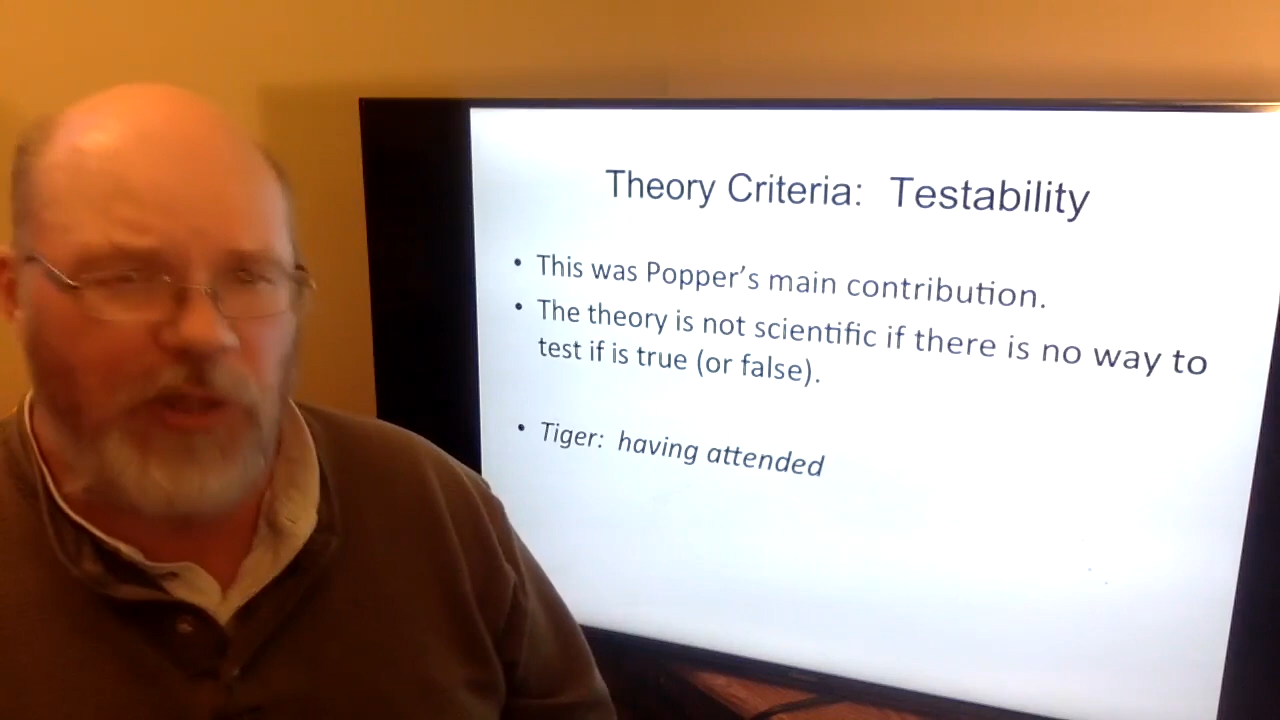 Theory Criteria: Testability
• This was Popper’s main contribution.
• The theory is not scientific if there is no way to
test if is true (or false).
• Tiger: having attended